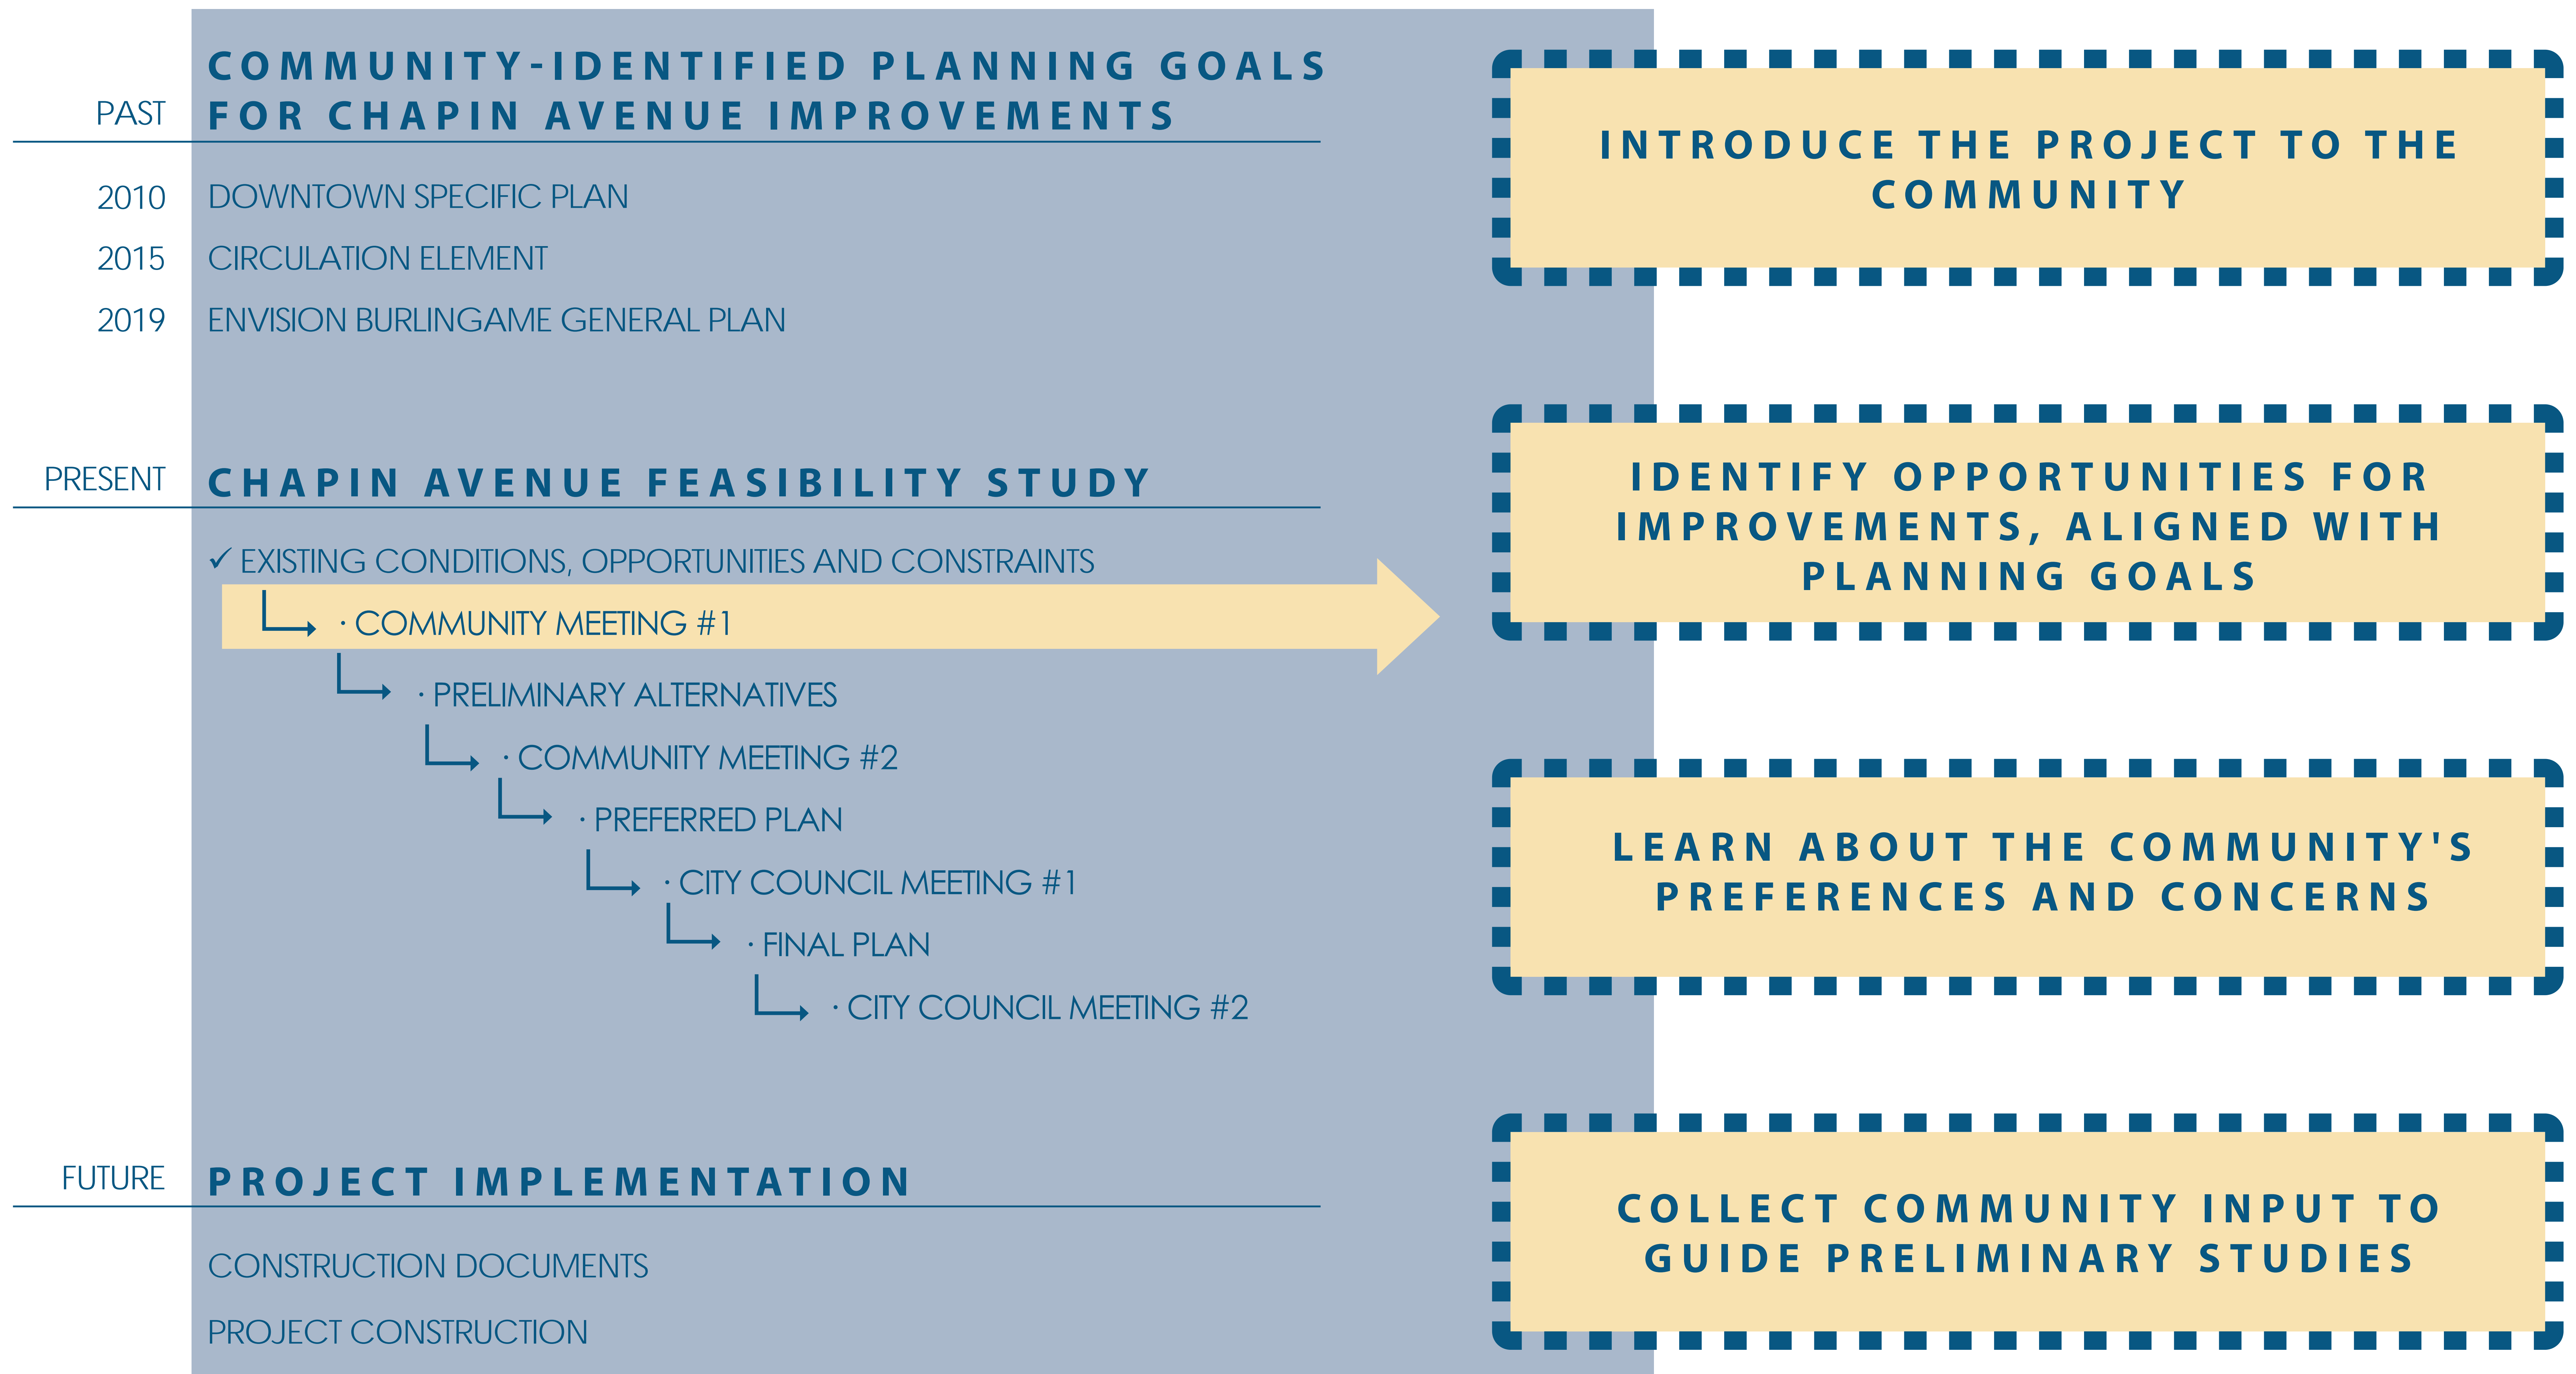 COMMUNITY-IDENTIFIED PLANNING GOALS
PAST FOR CHAPIN AVENUE IMPROVEMENTS
2010 DOWNTOWN SPECIFIC PLAN
2015 CIRCULATION ELEMENT
2019 ENVISION BURLINGAME GENERAL PLAN
PRESENT CHAPIN AVENUE FEASIBILITY STUDY
✓ EXISTING CONDITIONS, OPPORTUNITIES AND CONSTRAINTS
· COMMUNITY MEETING #1
· PRELIMINARY ALTERNATIVES
· COMMUNITY MEETING #2
· PREFERRED PLAN
· CITY COUNCIL MEETING #1
· FINAL PLAN
· CITY COUNCIL MEETING #2
FUTURE PROJECT IMPLEMENTATION
CONSTRUCTION DOCUMENTS
PROJECT CONSTRUCTION
INTRODUCE THE PROJECT TO THE
COMMUNITY
IDENTIFY OPPORTUNITIES FOR
IMPROVEMENTS, ALIGNED WITH
PLANNING GOALS
LEARN ABOUT THE COMMUNITY'S
PREFERENCES AND CONCERNS
COLLECT COMMUNITY INPUT TO
GUIDE PRELIMINARY STUDIES